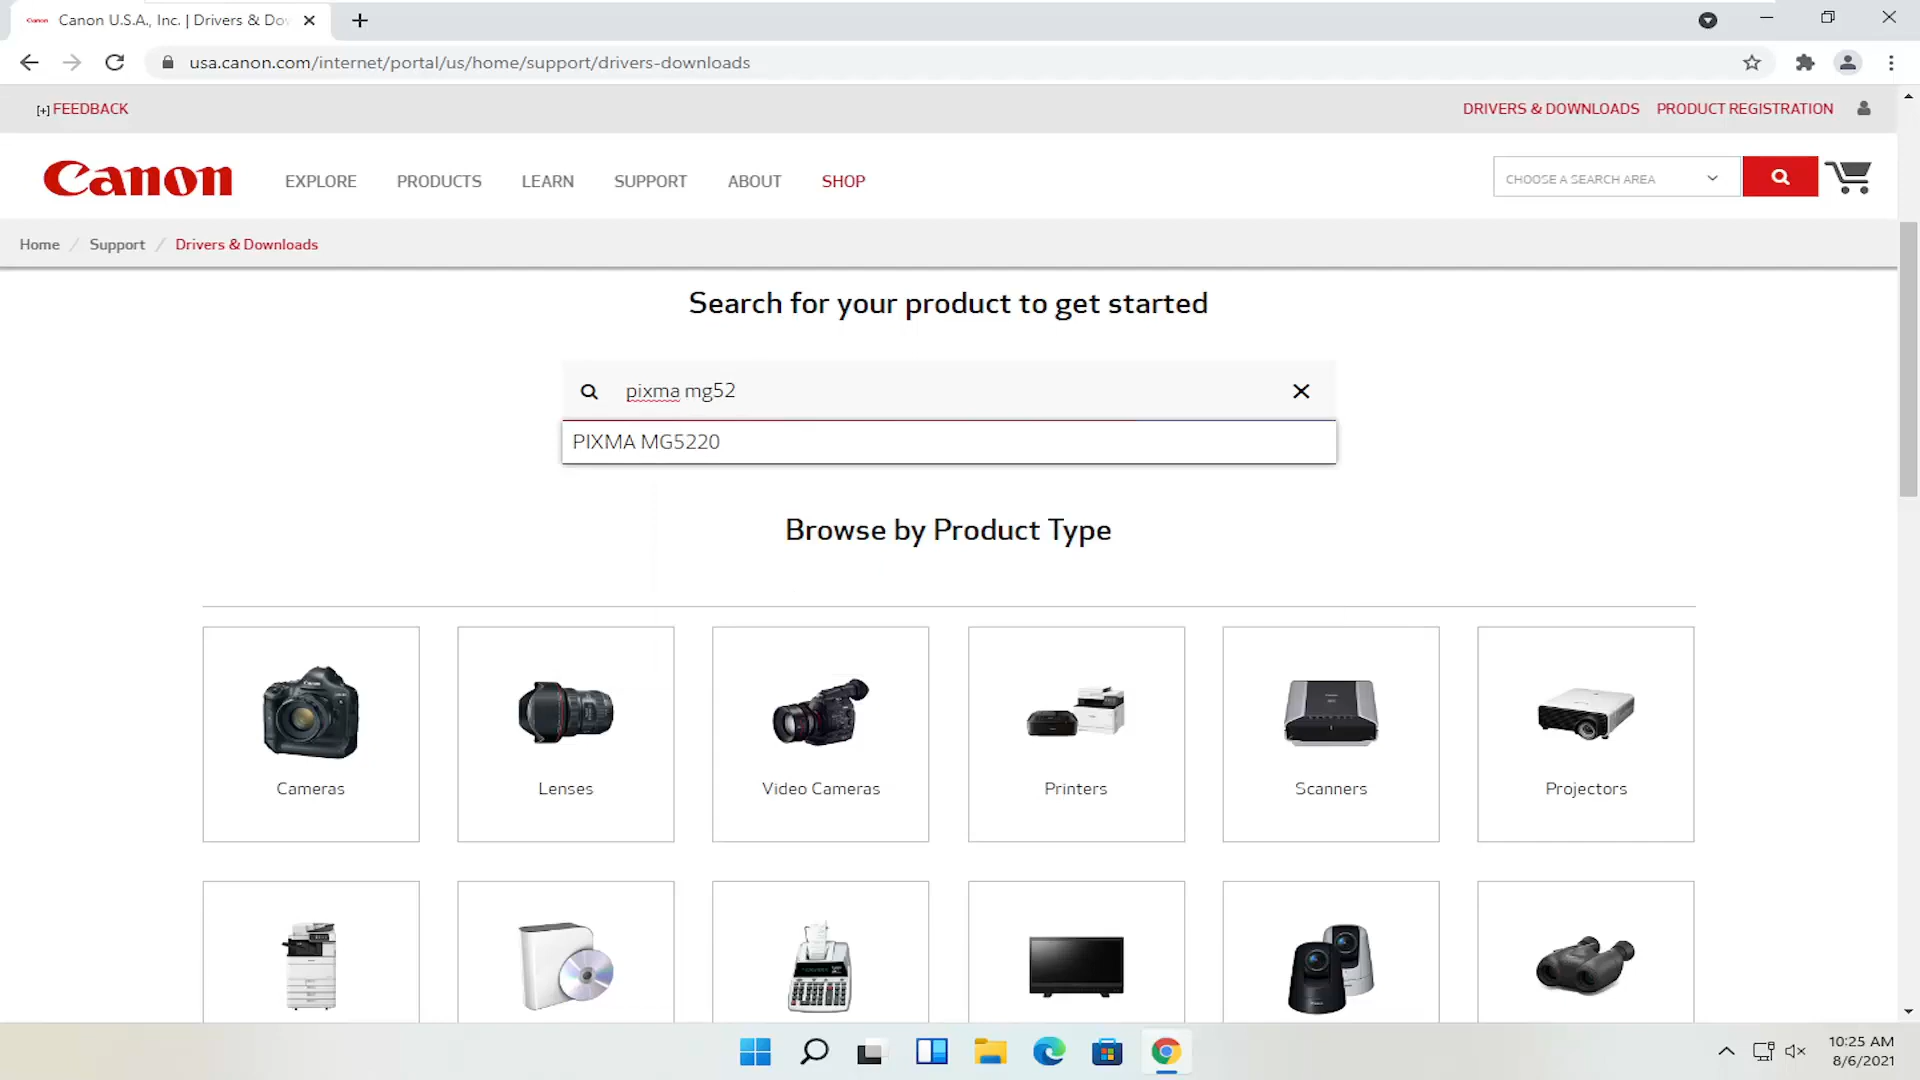 Canon U.S.A., Inc. | Drivers & Do
usa.canon.com/internet/portal/us/home/support/drivers-downloads
[+] FEEDBACK
DRIVERS & DOWNLOADS PRODUCT REGISTRATION
Canon EXPLORE PRODUCTS LEARN SUPPORT ABOUT SHOP CHOOSE A SEARCH AREA
Home / Support / Drivers & Downloads
Search for your product to get started
pixma mg52
PIXMA MG5220
Browse by Product Type
Cameras Lenses Video Cameras Printers Scanners Projectors
10:25 AM
8/6/2021